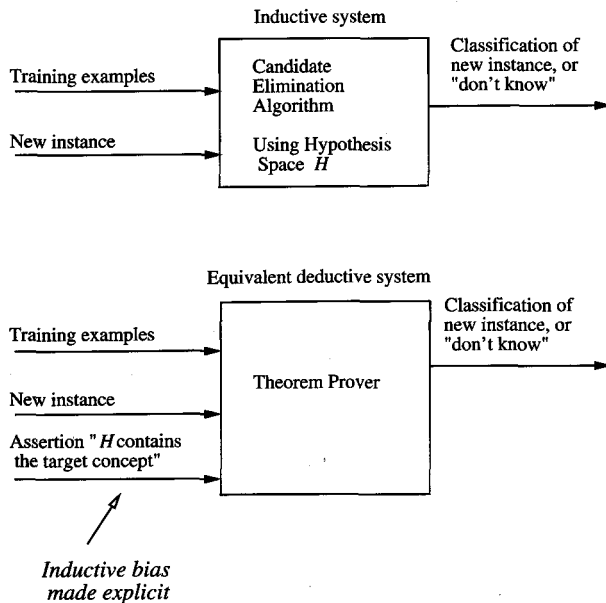 Inductive system
Training examples
New instance
Candidate
Elimination
Algorithm
Using Hypothesis
Space H
Classification of
new instance, or
"don't know"
Equivalent deductive system
Training examples
New instance
Assertion "H contains
the target concept"
Theorem Prover
Classification of
new instance, or
"don't know"
Inductive bias
made explicit